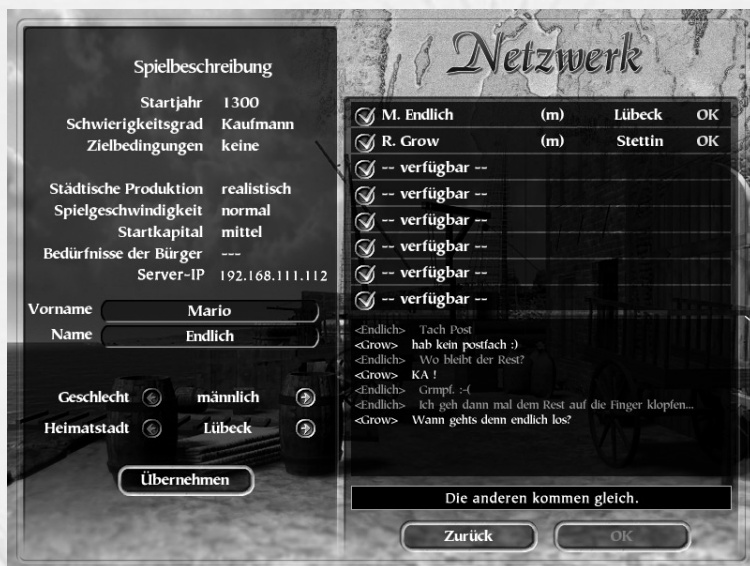 Netzwerk
Spielbeschreibung
Startjahr 1300
Schwierigkeitsgrad Kaufmann
Zielbedingungen keine
Städtische Produktion realistisch
Spielgeschwindigkeit normal
Startkapital mittel
Bedürfnisse der Bürger ---
Server-IP 192.168.111.112
Vorname Mario
Name Endlich
Geschlecht männlich
Heimatstadt Lübeck
Übernehmen
M. Endlich (m) Lübeck OK
R. Grow (m) Stettin OK
-- verfügbar --
-- verfügbar --
-- verfügbar --
-- verfügbar --
-- verfügbar --
-- verfügbar --
<Endlich> Tach Post
<Grow> hab kein postfach :)
<Endlich> Wo bleibt der Rest?
<Grow> KA !
<Endlich> Grmpf. :-(
<Endlich> Ich geh dann mal dem Rest auf die Finger klopfen...
<Grow> Wann gehts denn endlich los?
Die anderen kommen gleich.
Zurück
OK